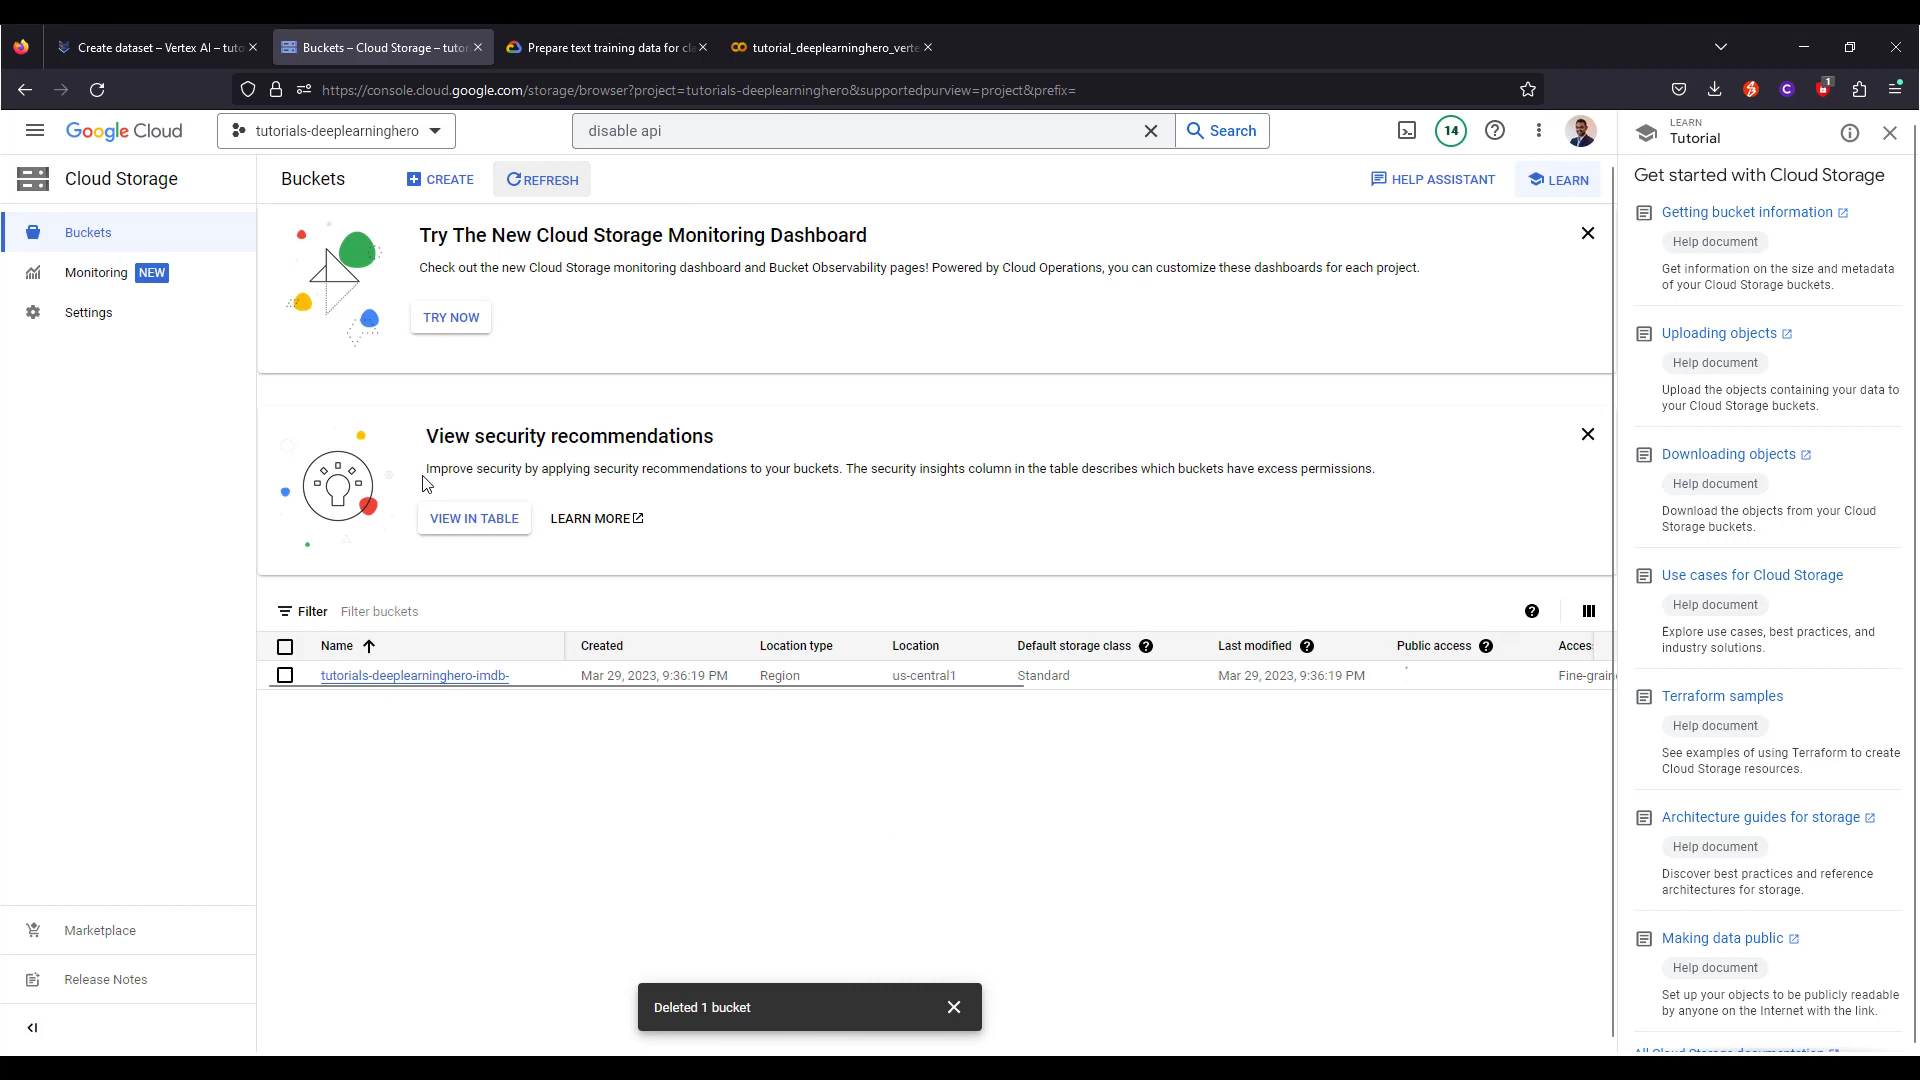 Create dataset – Vertex AI – tuto
Buckets – Cloud Storage – tuto
Prepare text training data for cla
tutorial_deeplearninghero_verte
https://console.cloud.google.com/storage/browser?project=tutorials-deeplearninghero&supportedpurview=project&prefix=
1
Google Cloud
tutorials-deeplearninghero
disable api
Search
14
LEARN
Tutorial
Cloud Storage
Buckets
CREATE
REFRESH
HELP ASSISTANT
LEARN
Get started with Cloud Storage
Buckets
Monitoring NEW
Settings
Marketplace
Release Notes
Try The New Cloud Storage Monitoring Dashboard
Check out the new Cloud Storage monitoring dashboard and Bucket Observability pages! Powered by Cloud Operations, you can customize these dashboards for each project.
TRY NOW
View security recommendations
Improve security by applying security recommendations to your buckets. The security insights column in the table describes which buckets have excess permissions.
VIEW IN TABLE
LEARN MORE
Filter Filter buckets
Name Created Location type Location Default storage class Last modified Public access Acces
tutorials-deeplearninghero-imdb- Mar 29, 2023, 9:36:19 PM Region us-central1 Standard Mar 29, 2023, 9:36:19 PM Fine-grain
Deleted 1 bucket
Getting bucket information
Help document
Get information on the size and metadata
of your Cloud Storage buckets.
Uploading objects
Help document
Upload the objects containing your data to
your Cloud Storage buckets.
Downloading objects
Help document
Download the objects from your Cloud
Storage buckets.
Use cases for Cloud Storage
Help document
Explore use cases, best practices, and
industry solutions.
Terraform samples
Help document
See examples of using Terraform to create
Cloud Storage resources.
Architecture guides for storage
Help document
Discover best practices and reference
architectures for storage.
Making data public
Help document
Set up your objects to be publicly readable
by anyone on the Internet with the link.
All Cloud Storage documentation